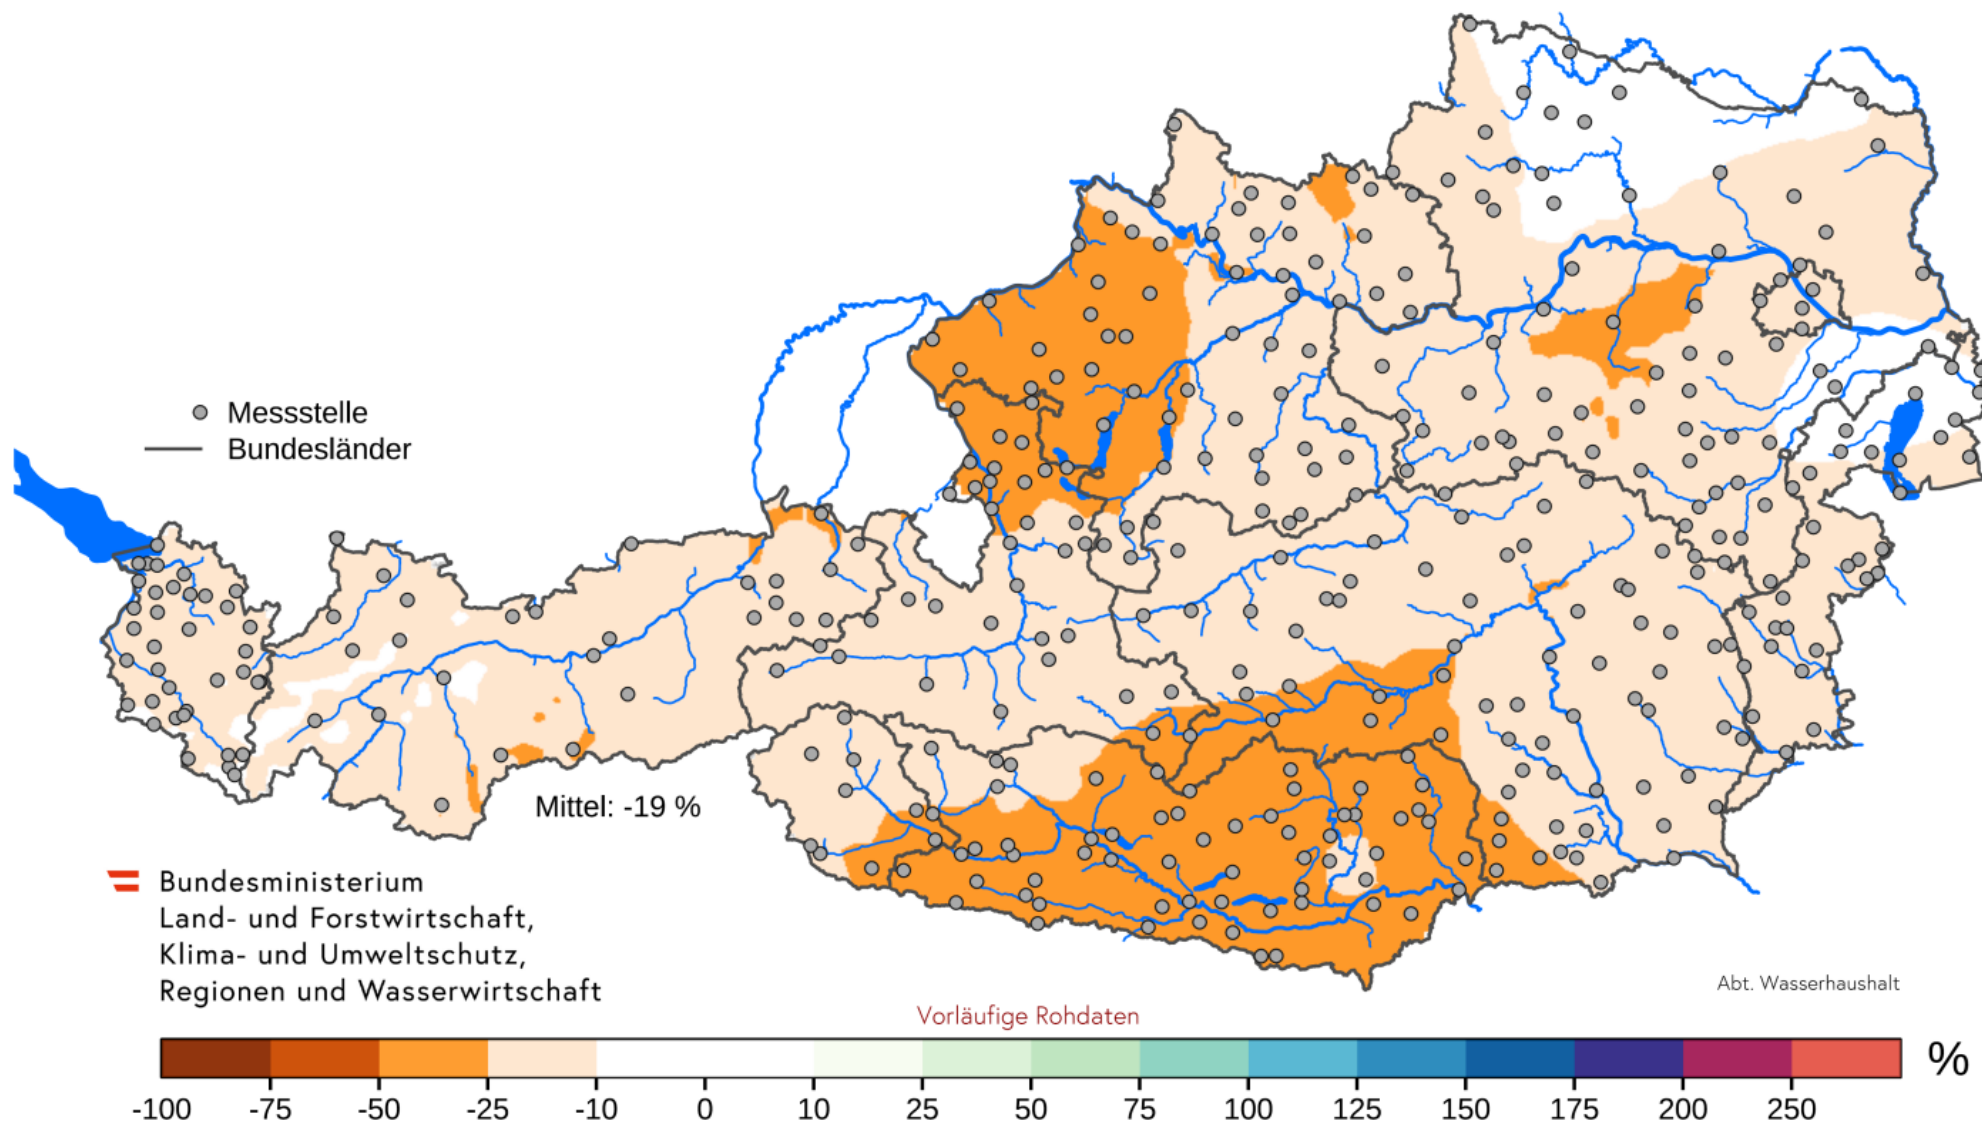 Messstelle
Bundesländer
Mittel: -19 %
Bundesministerium
Land- und Forstwirtschaft,
Klima- und Umweltschutz,
Regionen und Wasserwirtschaft
Abt. Wasserhaushalt
Vorläufige Rohdaten
%
-100 -75 -50 -25 -10 0 10 25 50 75 100 125 150 175 200 250